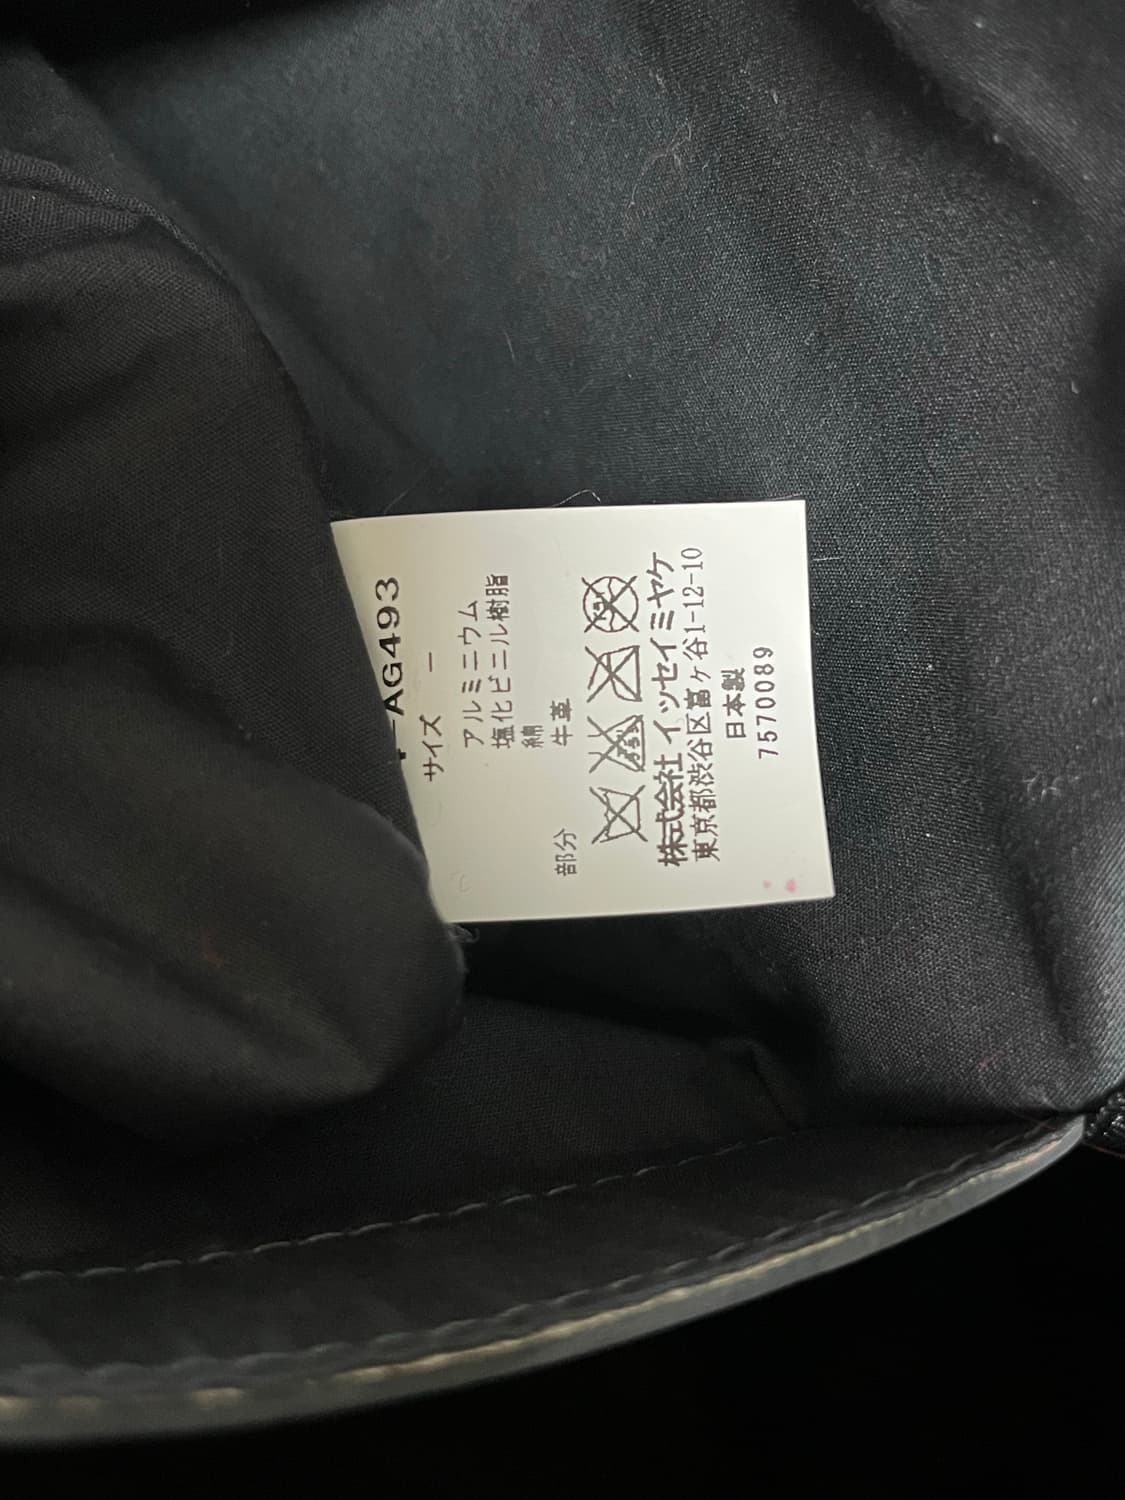 -AG493
サイズ　ー
アルミニウム
塩化ビニル樹脂
綿
部分　牛革
株式会社 イッセイミヤケ
東京都渋谷区富ヶ谷1-12-10
日本製
7570089